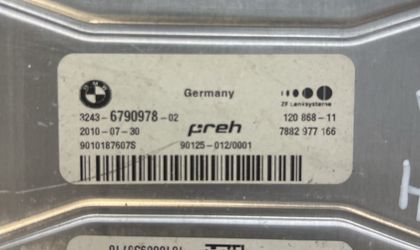 BMW
Germany
ZF Lenksysteme
3243- 6790978 -02
120 868 - 11
2010 - 07 - 30
preh
7882 977 166
9010187607S
90125 - 012/0001